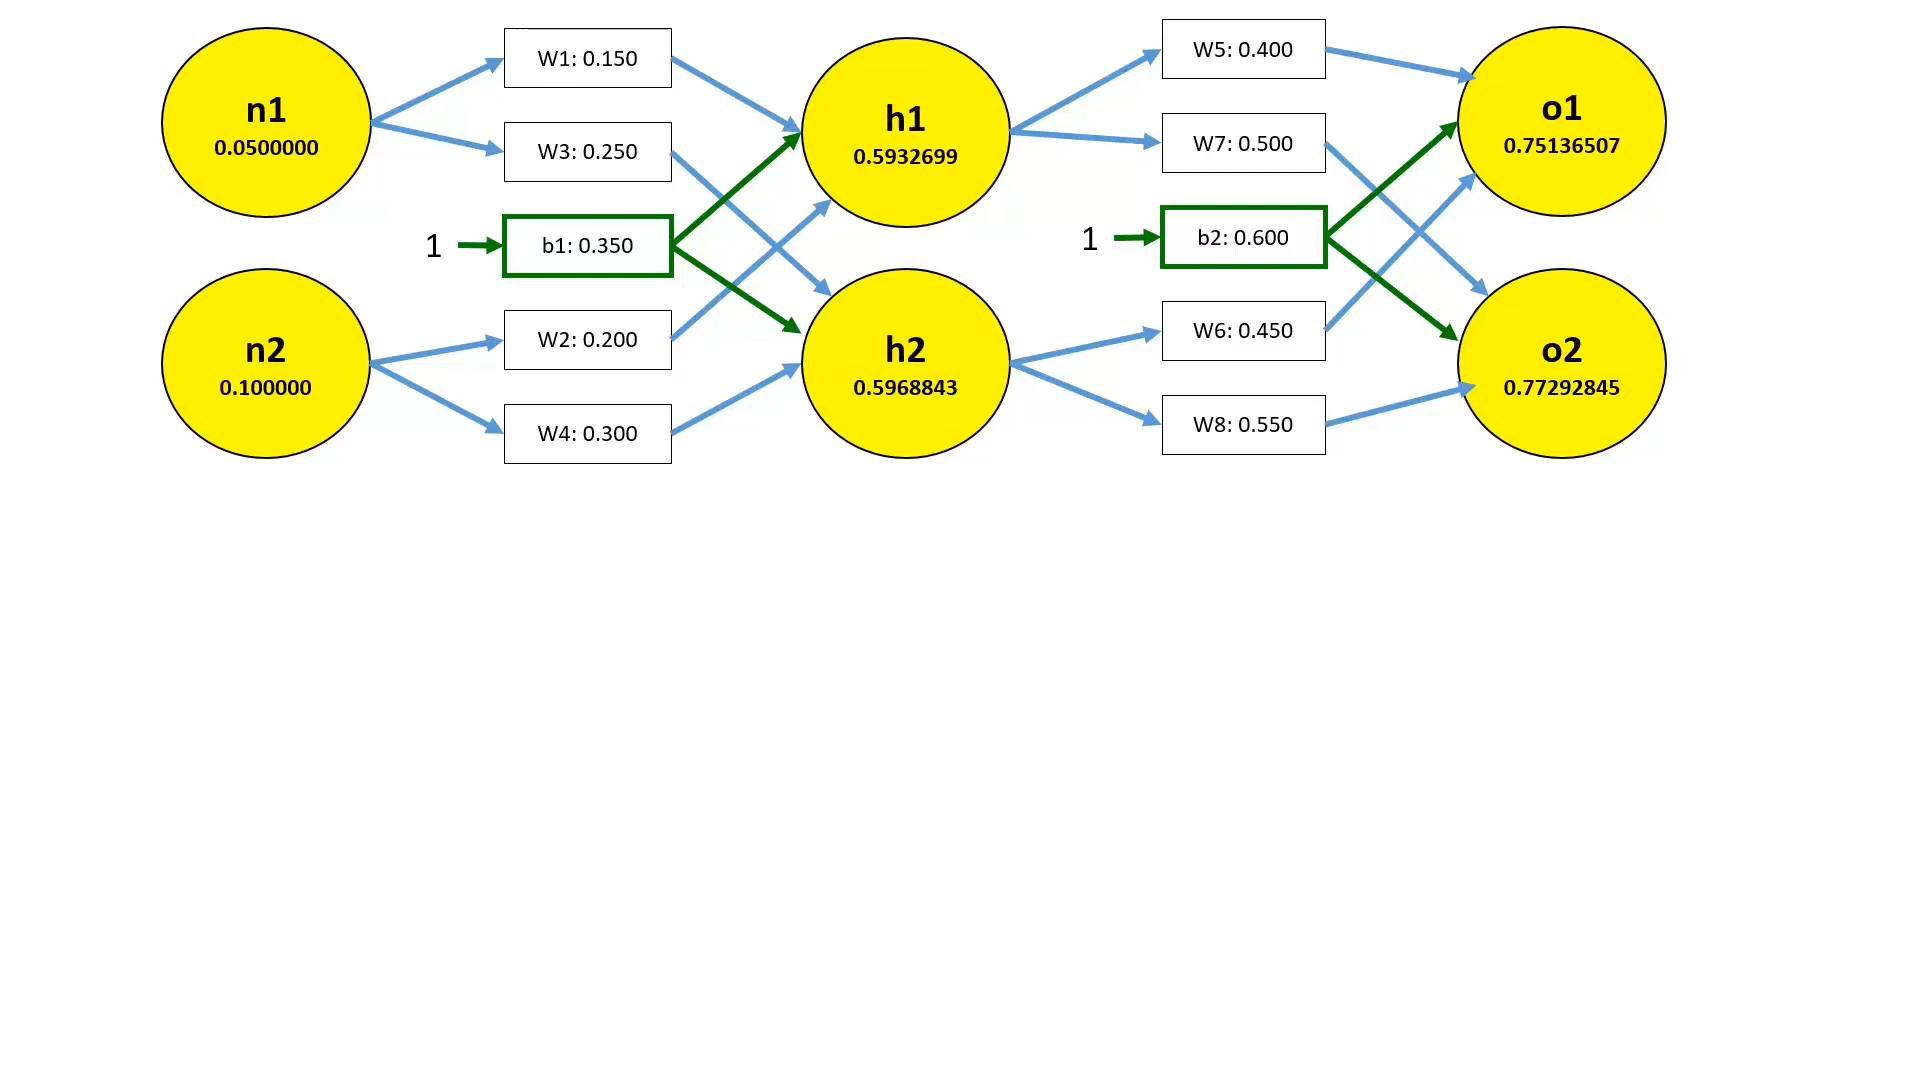 n1
0.0500000
W1: 0.150
W3: 0.250
1
b1: 0.350
n2
0.100000
W2: 0.200
W4: 0.300
h1
0.5932699
h2
0.5968843
W5: 0.400
W7: 0.500
1
b2: 0.600
W6: 0.450
W8: 0.550
o1
0.75136507
o2
0.77292845